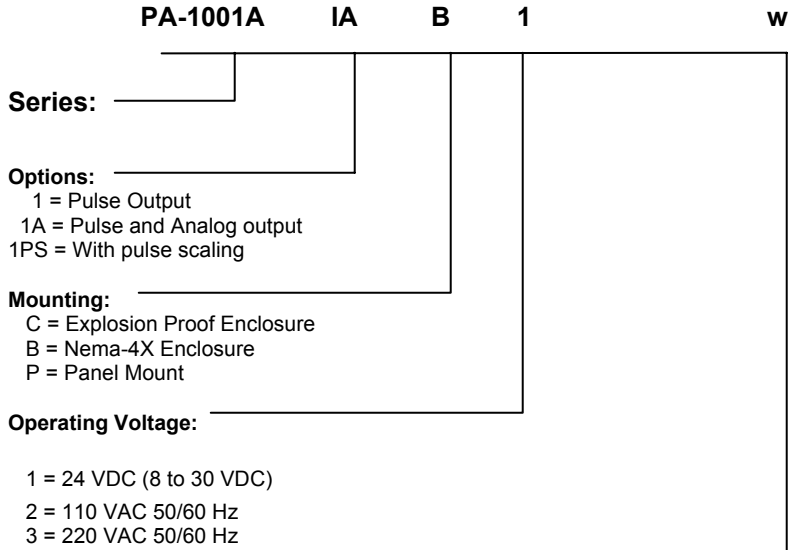 PA-1001A IA B 1 w
Series:
Options:
1 = Pulse Output
1A = Pulse and Analog output
1PS = With pulse scaling
Mounting:
C = Explosion Proof Enclosure
B = Nema-4X Enclosure
P = Panel Mount
Operating Voltage:
1 = 24 VDC (8 to 30 VDC)
2 = 110 VAC 50/60 Hz
3 = 220 VAC 50/60 Hz